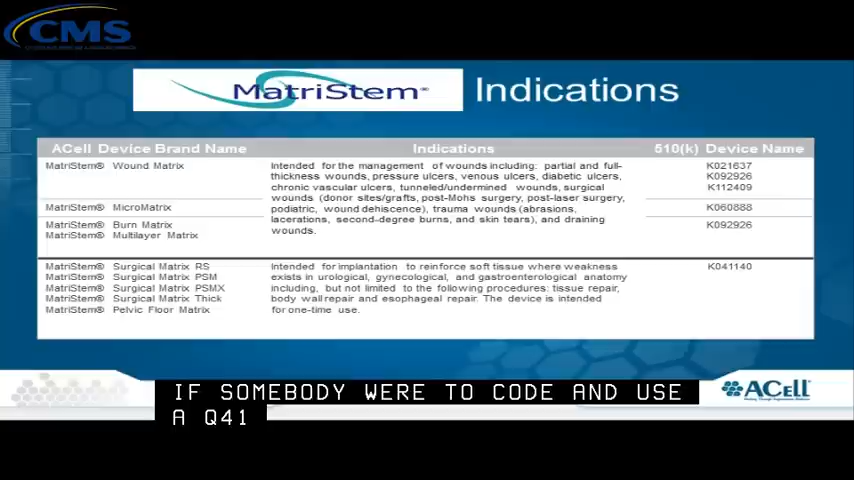 CMS
MatriStem® Indications
ACell Device Brand Name Indications 510(k) Device Name
MatriStem® Wound Matrix
MatriStem® MicroMatrix
MatriStem® Burn Matrix
MatriStem® Multilayer Matrix
Intended for the management of wounds including: partial and full-
thickness wounds, pressure ulcers, venous ulcers, diabetic ulcers,
chronic vascular ulcers, tunneled/undermined wounds, surgical
wounds (donor sites/grafts, post-Mohs surgery, post-laser surgery,
podiatric, wound dehiscence), trauma wounds (abrasions,
lacerations, second-degree burns, and skin tears), and draining
wounds.
K021637
K092926
K112409
K060888
K092926
MatriStem® Surgical Matrix RS
MatriStem® Surgical Matrix PSM
MatriStem® Surgical Matrix PSMX
MatriStem® Surgical Matrix Thick
MatriStem® Pelvic Floor Matrix
Intended for implantation to reinforce soft tissue where weakness
exists in urological, gynecological, and gastroenterological anatomy
including, but not limited to the following procedures: tissue repair,
body wall repair and esophageal repair. The device is intended
for one-time use.
K041140
IF SOMEBODY WERE TO CODE AND USE
A Q41
ACell